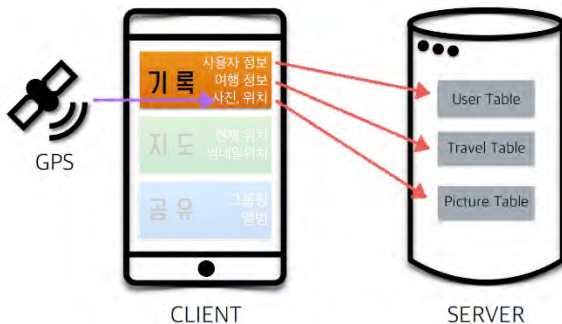 기록
사용자 정보
여행 정보
사진, 위치
지도
현재 위치
썸네일위치
공유
그룹핑
앨범
GPS
User Table
Travel Table
Picture Table
CLIENT
SERVER